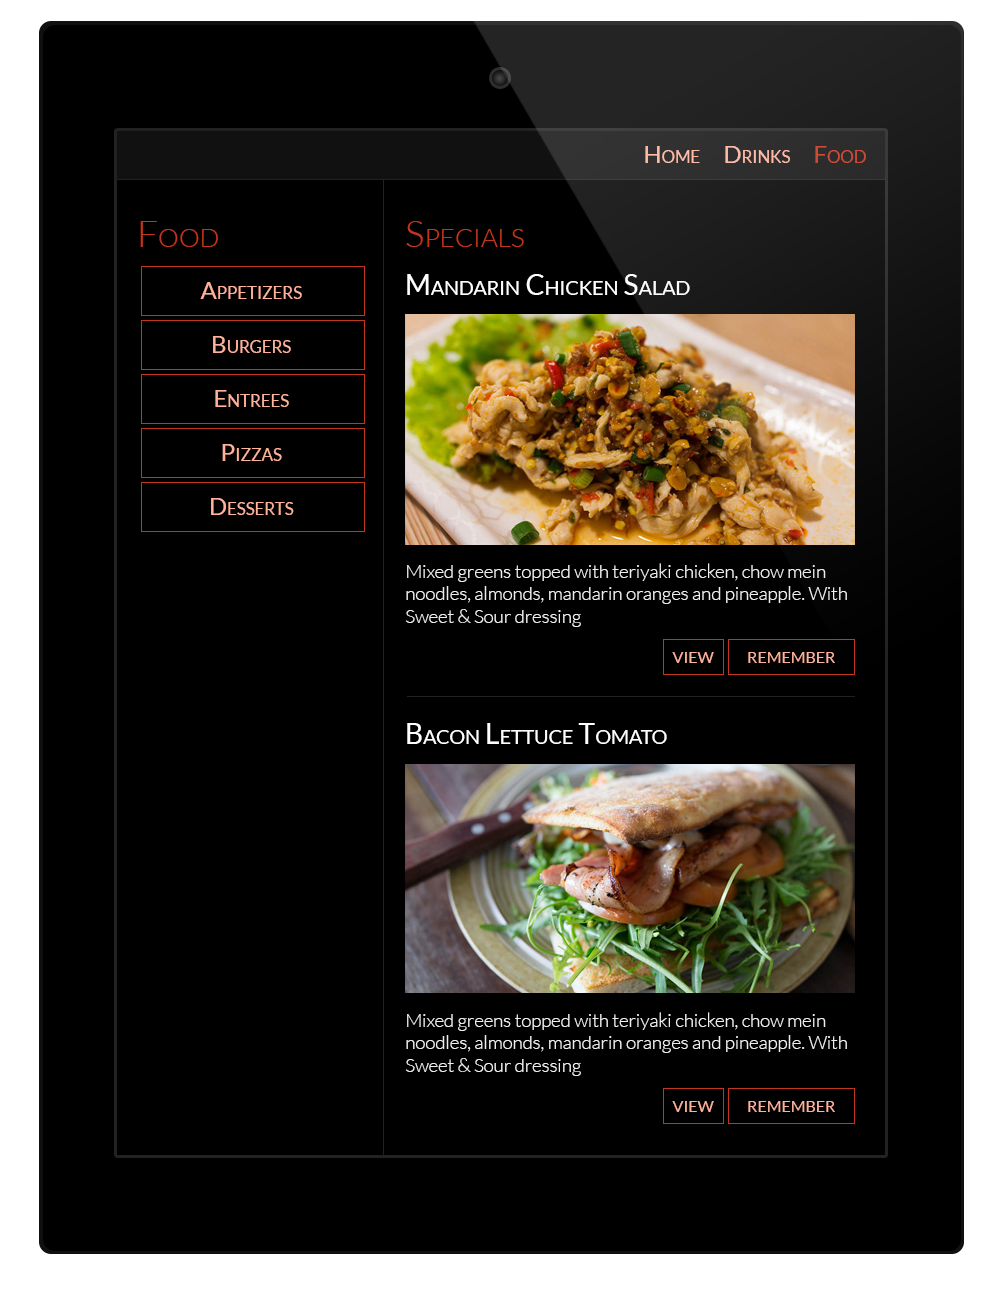 Home Drinks Food
Food
Appetizers
Burgers
Entrees
Pizzas
Desserts
Specials
Mandarin Chicken Salad
Mixed greens topped with teriyaki chicken, chow mein
noodles, almonds, mandarin oranges and pineapple. With
Sweet & Sour dressing
VIEW REMEMBER
Bacon Lettuce Tomato
Mixed greens topped with teriyaki chicken, chow mein
noodles, almonds, mandarin oranges and pineapple. With
Sweet & Sour dressing
VIEW REMEMBER